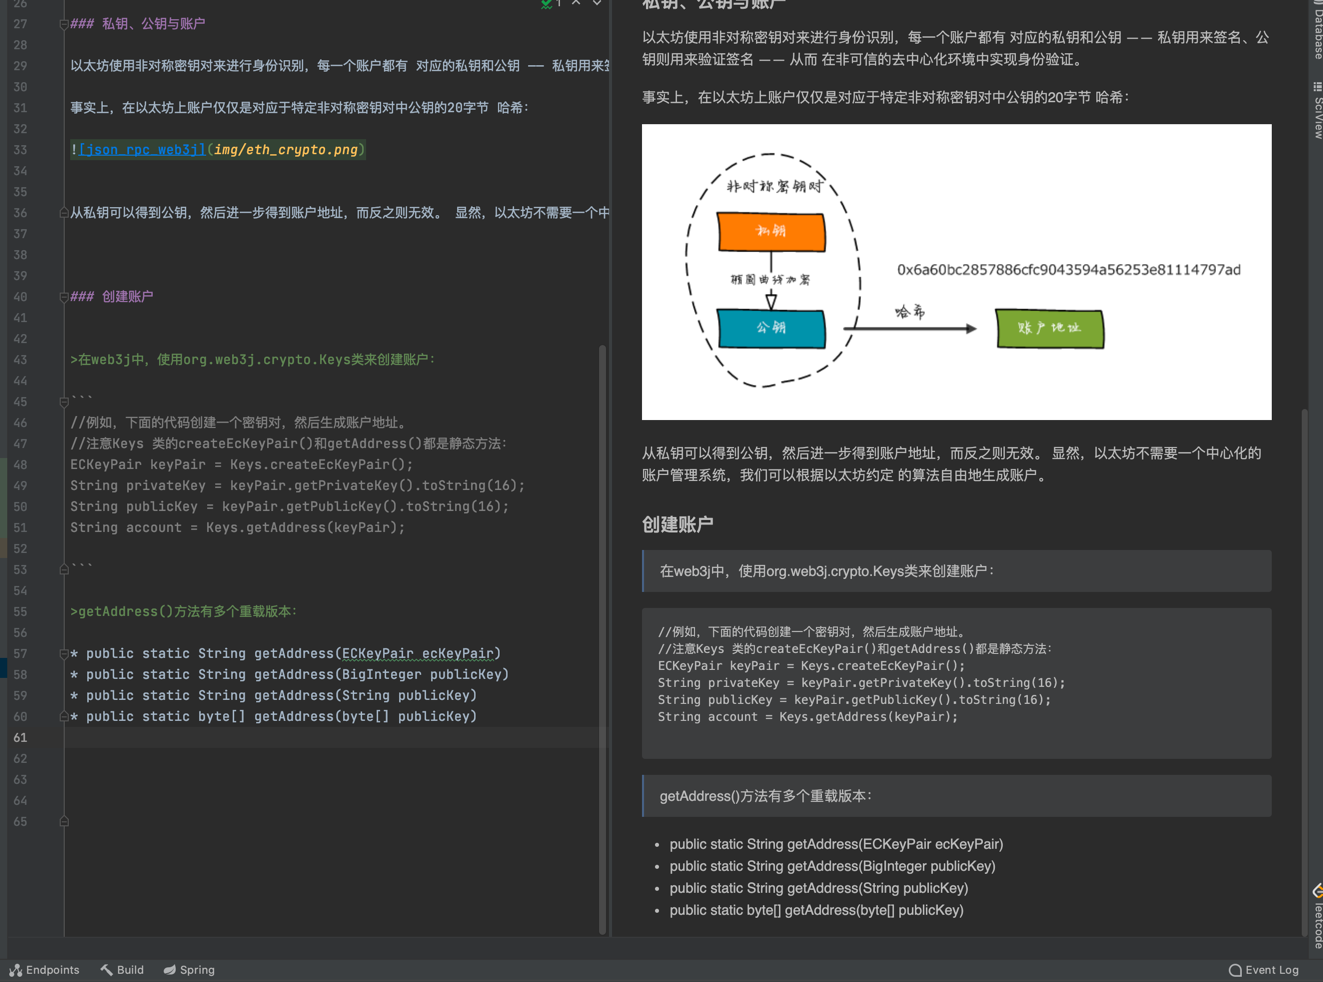 26
27 ### 私钥、公钥与账户
28
29 以太坊使用非对称密钥对来进行身份识别，每一个账户都有 对应的私钥和公钥 —— 私钥用来签
30
31 事实上，在以太坊上账户仅仅是对应于特定非对称密钥对中公钥的20字节 哈希：
32
33 ![json_rpc_web3j](img/eth_crypto.png)
34
35
36 从私钥可以得到公钥，然后进一步得到账户地址，而反之则无效。 显然，以太坊不需要一个中
37
38
39
40 ### 创建账户
41
42
43 >在web3j中，使用org.web3j.crypto.Keys类来创建账户：
44
45 ```
46 //例如，下面的代码创建一个密钥对，然后生成账户地址。
47 //注意Keys 类的createEcKeyPair()和getAddress()都是静态方法：
48 ECKeyPair keyPair = Keys.createEcKeyPair();
49 String privateKey = keyPair.getPrivateKey().toString(16);
50 String publicKey = keyPair.getPublicKey().toString(16);
51 String account = Keys.getAddress(keyPair);
52
53 ```
54
55 >getAddress()方法有多个重载版本：
56
57 * public static String getAddress(ECKeyPair ecKeyPair)
58 * public static String getAddress(BigInteger publicKey)
59 * public static String getAddress(String publicKey)
60 * public static byte[] getAddress(byte[] publicKey)
61
62
63
64
65
1
私钥、公钥与账户
以太坊使用非对称密钥对来进行身份识别，每一个账户都有 对应的私钥和公钥 —— 私钥用来签名、公
钥则用来验证签名 —— 从而 在非可信的去中心化环境中实现身份验证。
事实上，在以太坊上账户仅仅是对应于特定非对称密钥对中公钥的20字节 哈希：
非对称密钥对
私钥
椭圆曲线加密
公钥
哈希
0x6a60bc2857886cfc9043594a56253e81114797ad
账户地址
从私钥可以得到公钥，然后进一步得到账户地址，而反之则无效。 显然，以太坊不需要一个中心化的
账户管理系统，我们可以根据以太坊约定 的算法自由地生成账户。
创建账户
在web3j中，使用org.web3j.crypto.Keys类来创建账户：
//例如，下面的代码创建一个密钥对，然后生成账户地址。
//注意Keys 类的createEcKeyPair()和getAddress()都是静态方法：
ECKeyPair keyPair = Keys.createEcKeyPair();
String privateKey = keyPair.getPrivateKey().toString(16);
String publicKey = keyPair.getPublicKey().toString(16);
String account = Keys.getAddress(keyPair);
getAddress()方法有多个重载版本：
• public static String getAddress(ECKeyPair ecKeyPair)
• public static String getAddress(BigInteger publicKey)
• public static String getAddress(String publicKey)
• public static byte[] getAddress(byte[] publicKey)
Database
SciView
leetcode
Endpoints
Build
Spring
Event Log